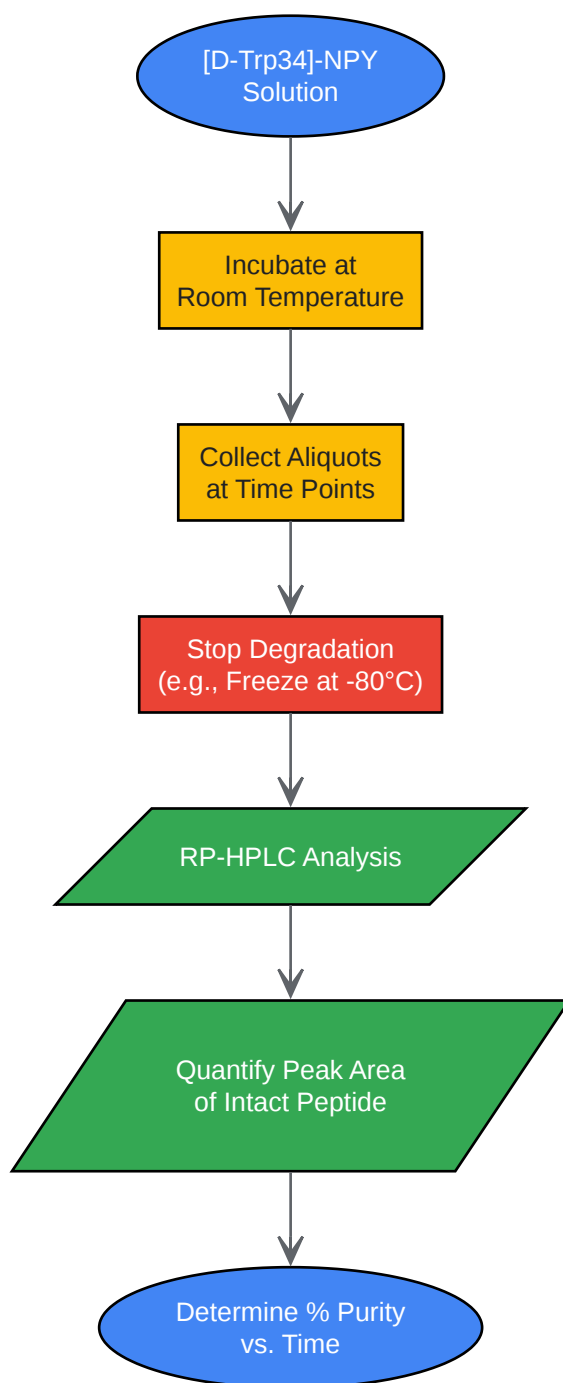 [D-Trp34]-NPY
Solution
Incubate at
Room Temperature
Collect Aliquots
at Time Points
Stop Degradation
(e.g., Freeze at -80°C)
RP-HPLC Analysis
Quantify Peak Area
of Intact Peptide
Determine % Purity
vs. Time